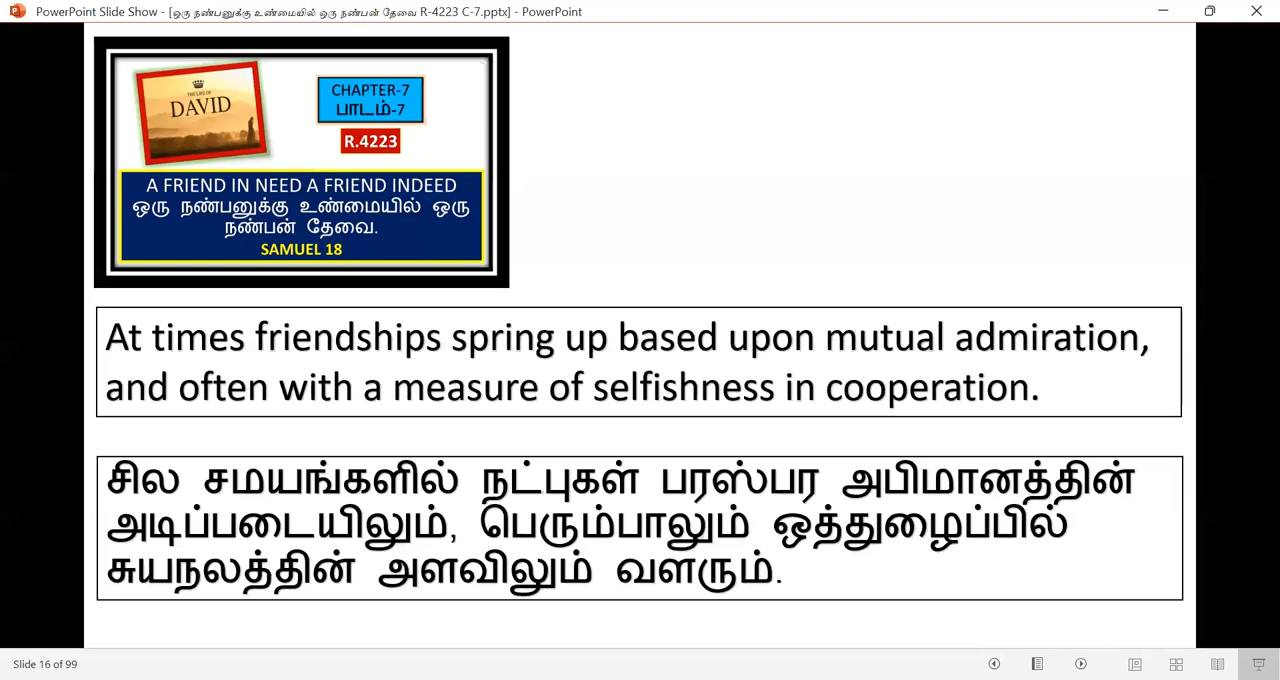 PowerPoint Slide Show - [ஒரு நண்பனுக்கு உண்மையில் ஒரு நண்பன் தேவை R-4223 C-7.pptx] - PowerPoint
THE LIFE OF
DAVID
CHAPTER-7
பாடம்-7
R.4223
A FRIEND IN NEED A FRIEND INDEED
ஒரு நண்பனுக்கு உண்மையில் ஒரு
நண்பன் தேவை.
SAMUEL 18
At times friendships spring up based upon mutual admiration,
and often with a measure of selfishness in cooperation.
சில சமயங்களில் நட்புகள் பரஸ்பர அபிமானத்தின்
அடிப்படையிலும், பெரும்பாலும் ஒத்துழைப்பில்
சுயநலத்தின் அளவிலும் வளரும்.
Slide 16 of 99